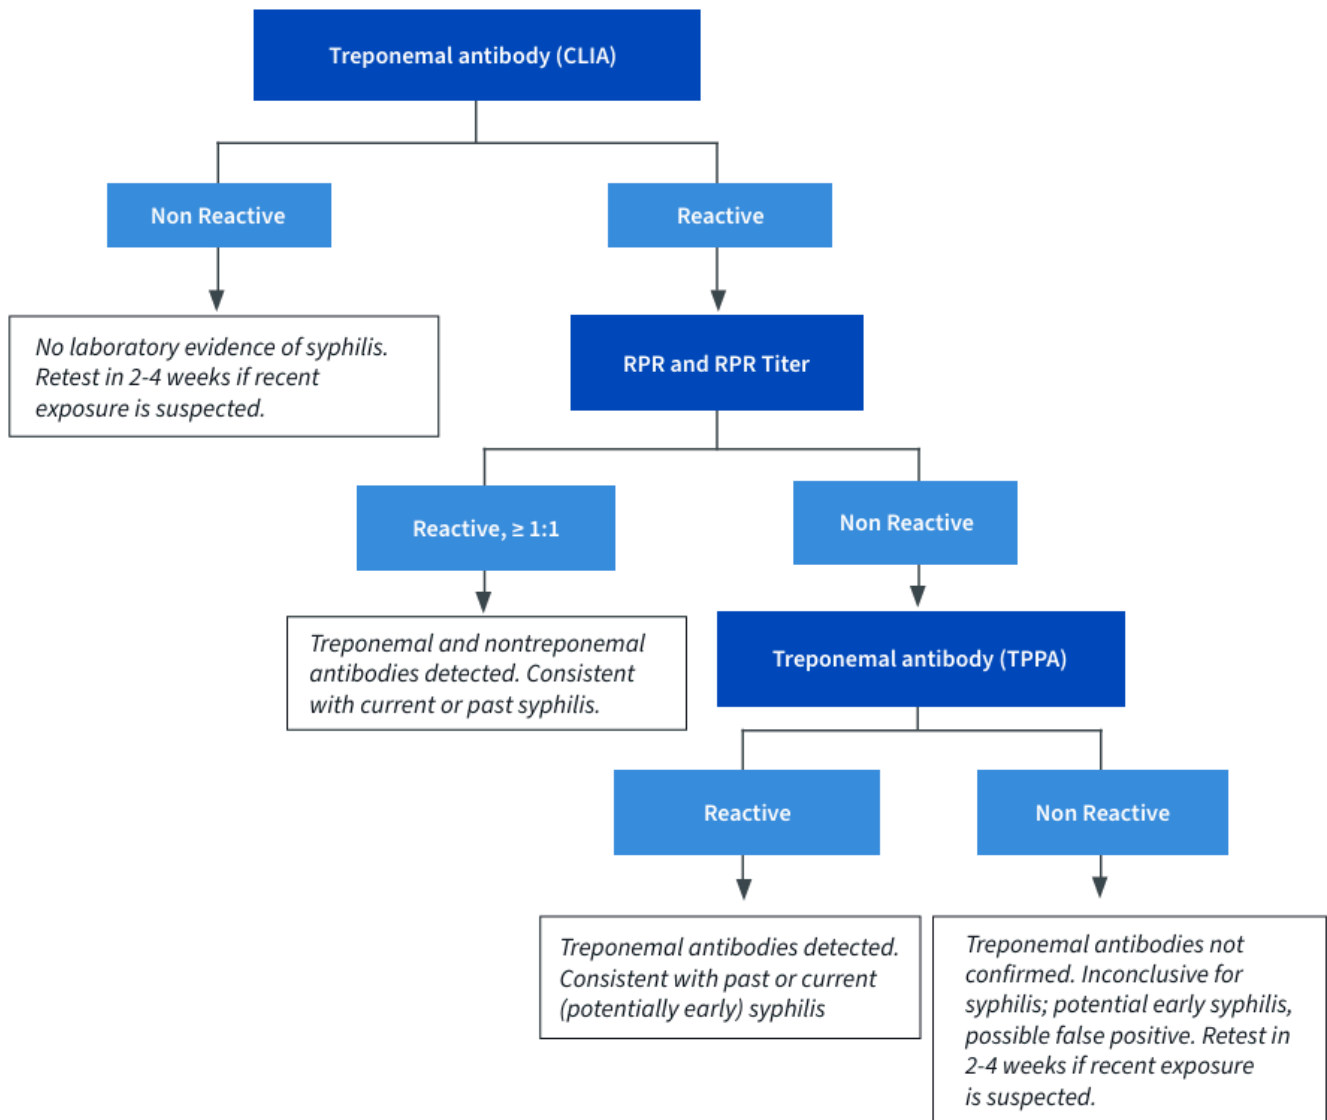 Treponemal antibody (CLIA)
Non Reactive
Reactive
No laboratory evidence of syphilis.
Retest in 2-4 weeks if recent
exposure is suspected.
RPR and RPR Titer
Reactive, ≥ 1:1
Non Reactive
Treponemal and nontreponemal
antibodies detected. Consistent
with current or past syphilis.
Treponemal antibody (TPPA)
Reactive
Non Reactive
Treponemal antibodies detected.
Consistent with past or current
(potentially early) syphilis
Treponemal antibodies not
confirmed. Inconclusive for
syphilis; potential early syphilis,
possible false positive. Retest in
2-4 weeks if recent exposure
is suspected.